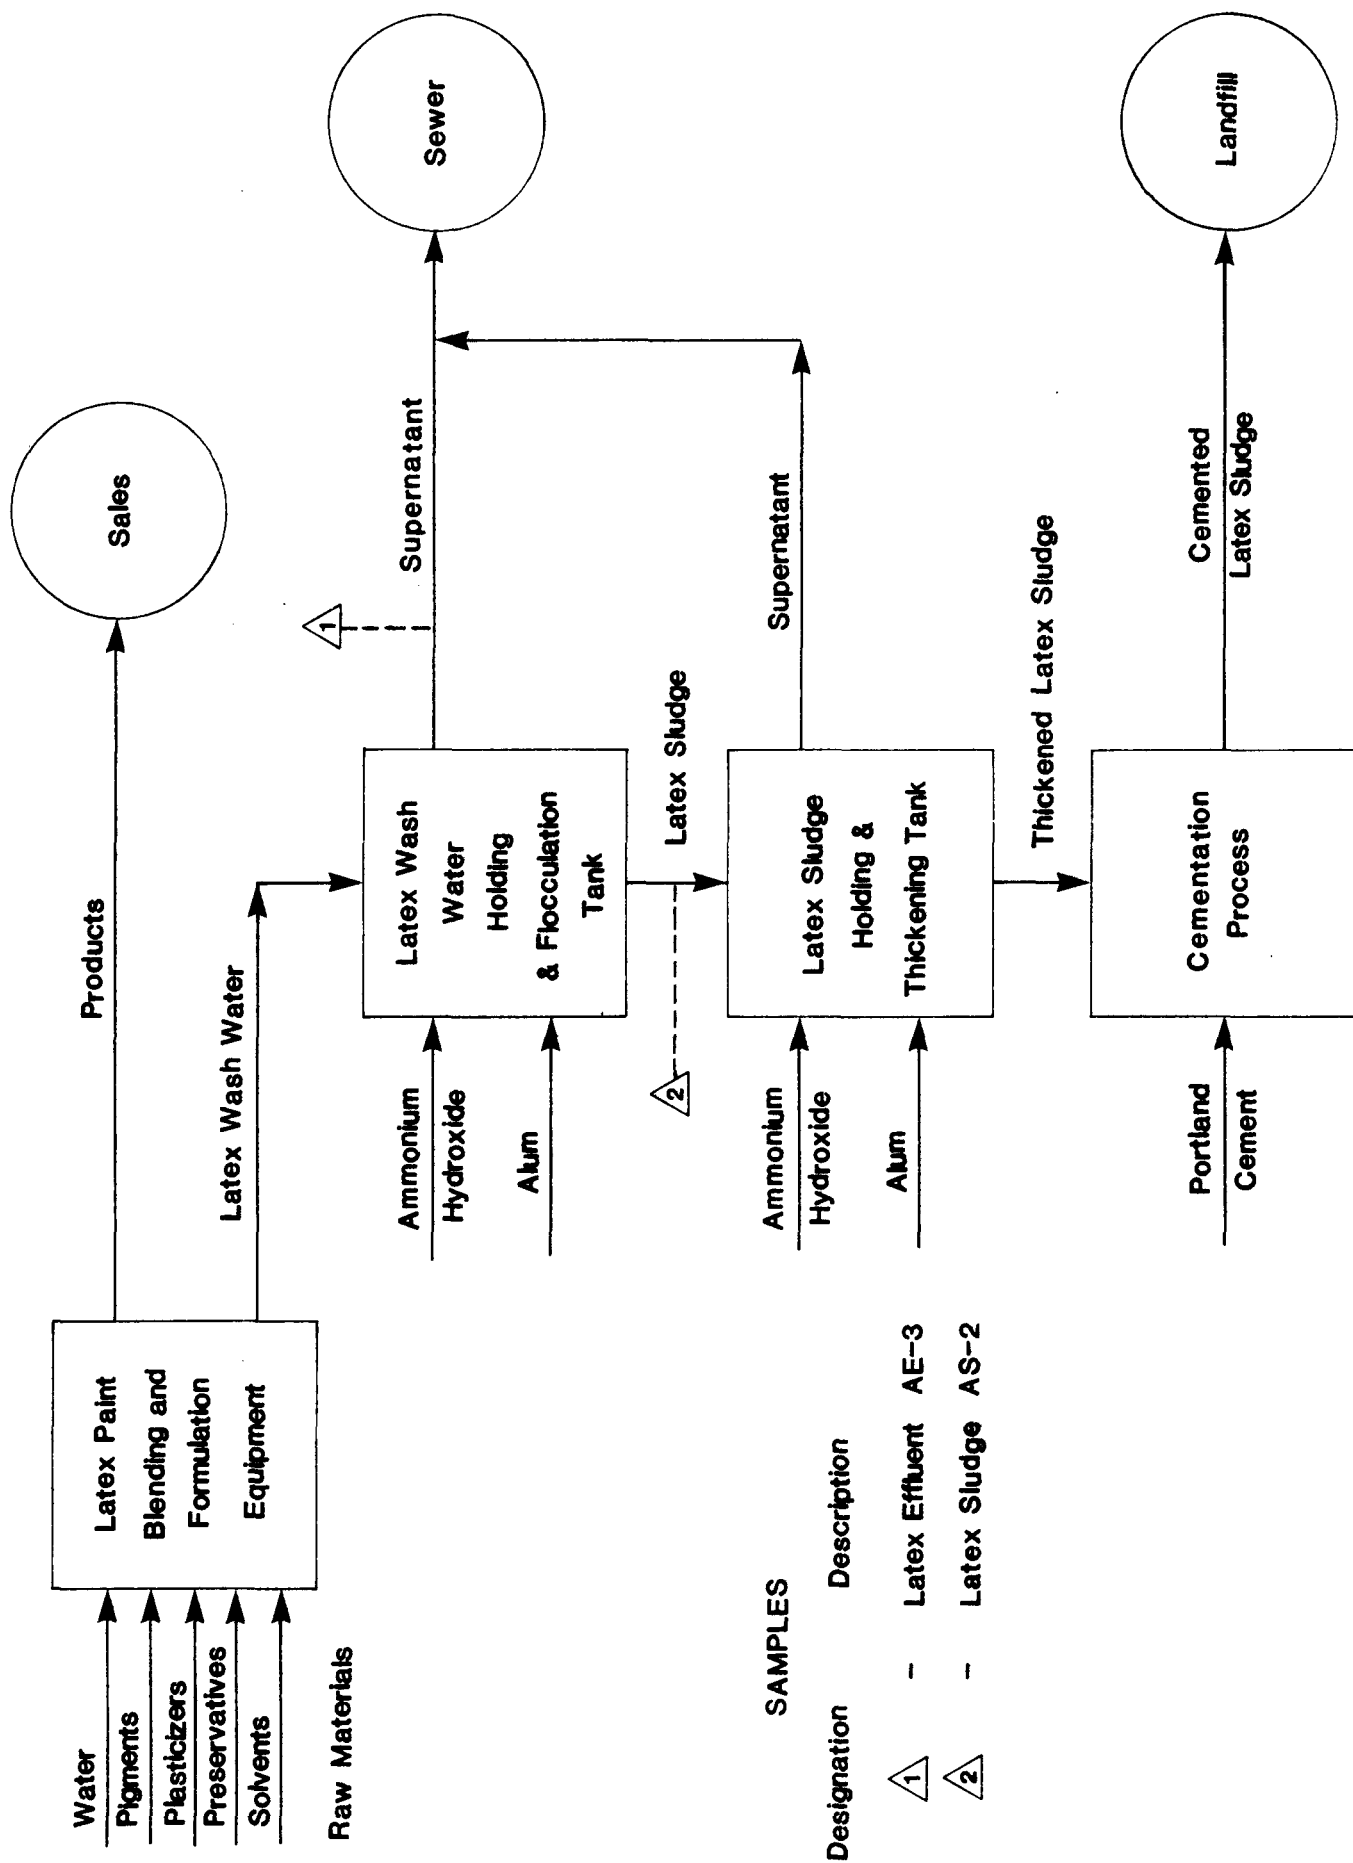 Water
Pigments
Plasticizers
Preservatives
Solvents
Raw Materials
Latex Paint
Blending and
Formulation
Equipment
Products
Sales
Latex Wash Water
Ammonium
Hydroxide
Alum
Latex Wash
Water
Holding
& Flocculation
Tank
Supernatant
1
Sewer
Latex Sludge
2
Ammonium
Hydroxide
Alum
Latex Sludge
Holding &
Thickening Tank
Supernatant
Thickened Latex Sludge
Portland
Cement
Cementation
Process
Cemented
Latex Sludge
Landfill
SAMPLES
Designation Description
1 - Latex Effluent AE-3
2 - Latex Sludge AS-2